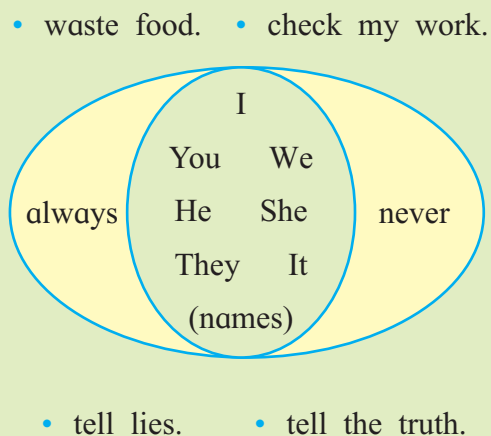 • waste food. • check my work.
I
You We
always He She never
They It
(names)
• tell lies. • tell the truth.